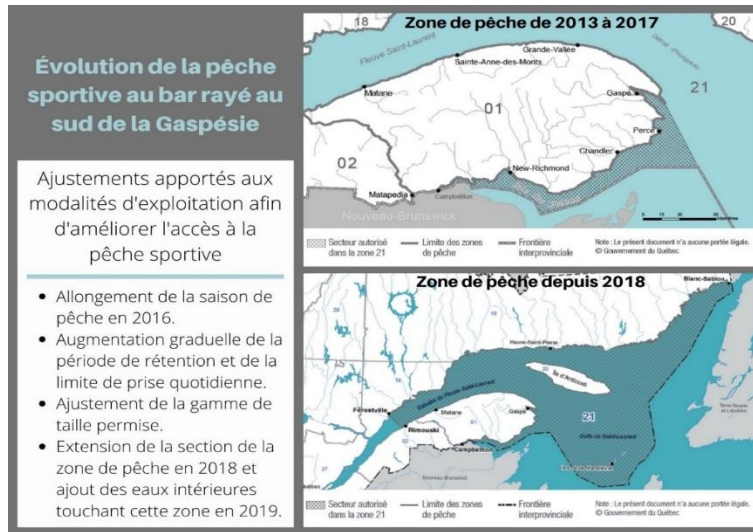 Évolution de la pêche
sportive au bar rayé au
sud de la Gaspésie
Ajustements apportés aux
modalités d'exploitation afin
d'améliorer l'accès à la
pêche sportive
• Allongement de la saison de
pêche en 2016.
• Augmentation graduelle de la
période de rétention et de la
limite de prise quotidienne.
• Ajustement de la gamme de
taille permise.
• Extension de la section de la
zone de pêche en 2018 et
ajout des eaux intérieures
touchant cette zone en 2019.
Zone de pêche de 2013 à 2017
18
20
Fleuve Saint-Laurent
Grande-Vallée
Sainte-Anne-des-Monts
Matane
21
Gaspé
01
Percé
02
Chandler
New-Richmond
Matapedia
Campbellton
Nouveau-Brunswick
Secteur autorisé
dans la zone 21
Limite des zones
de pêche
Frontière
interprovinciale
Note : Le présent document n'a aucune portée légale.
© Gouvernement du Québec
Zone de pêche depuis 2018
Blanc-Sablon
Havre-Saint-Pierre
Île d'Anticosti
Forestville
Matane
Gaspé
21
Rimouski
Campbellton
Nouveau-Brunswick
Secteur autorisé
dans la zone 21
Limite des zones
de pêche
Frontière
interprovinciale
Note : Le présent document n'a aucune portée légale.
© Gouvernement du Québec